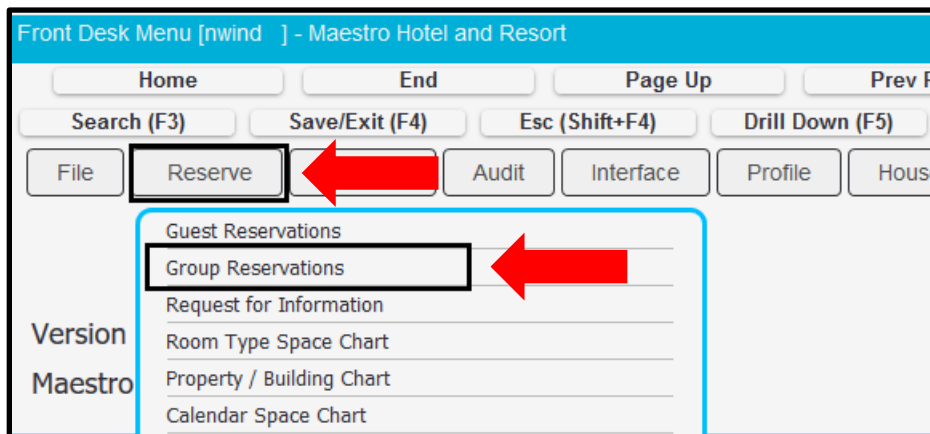 Front Desk Menu [nwind ] - Maestro Hotel and Resort
Home End Page Up Prev
Search (F3) Save/Exit (F4) Esc (Shift+F4) Drill Down (F5)
File Reserve Audit Interface Profile Hous
Guest Reservations
Group Reservations
Request for Information
Version
Room Type Space Chart
Maestro
Property / Building Chart
Calendar Space Chart